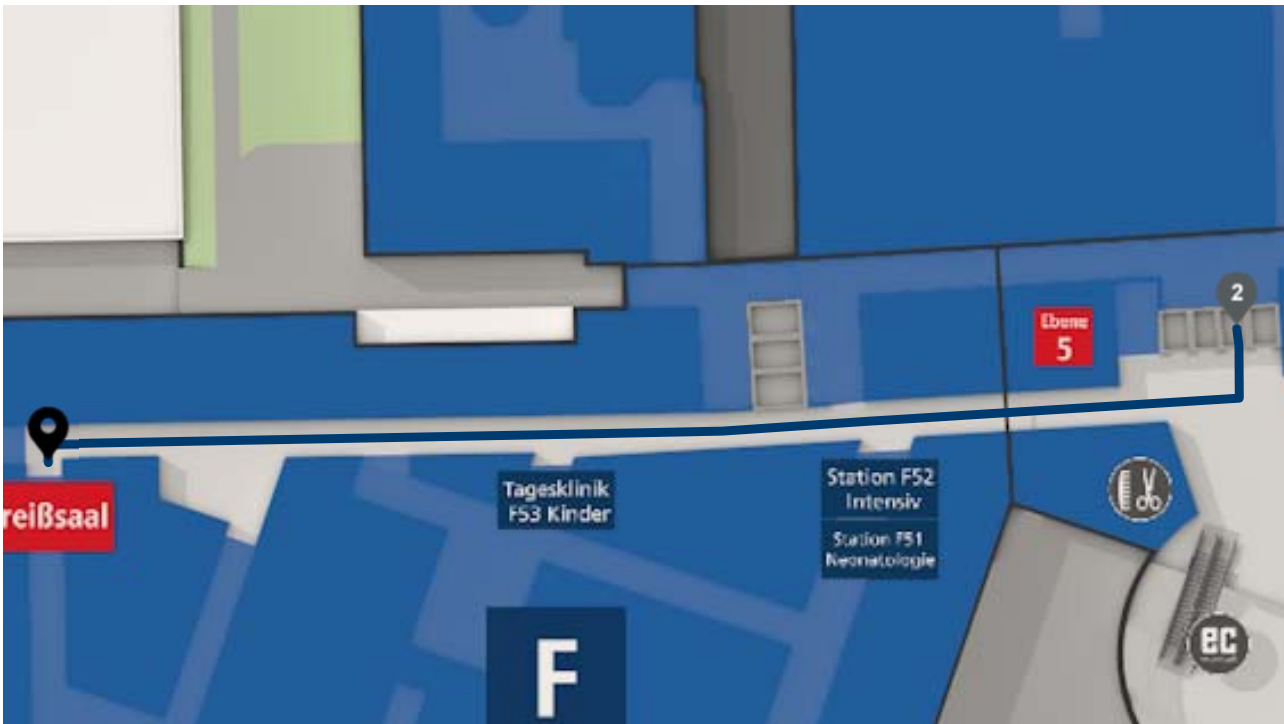 2
Ebene
5
reißsaal
Tagesklinik
F53 Kinder
Station F52
Intensiv
Station F51
Neonatologie
F
EC